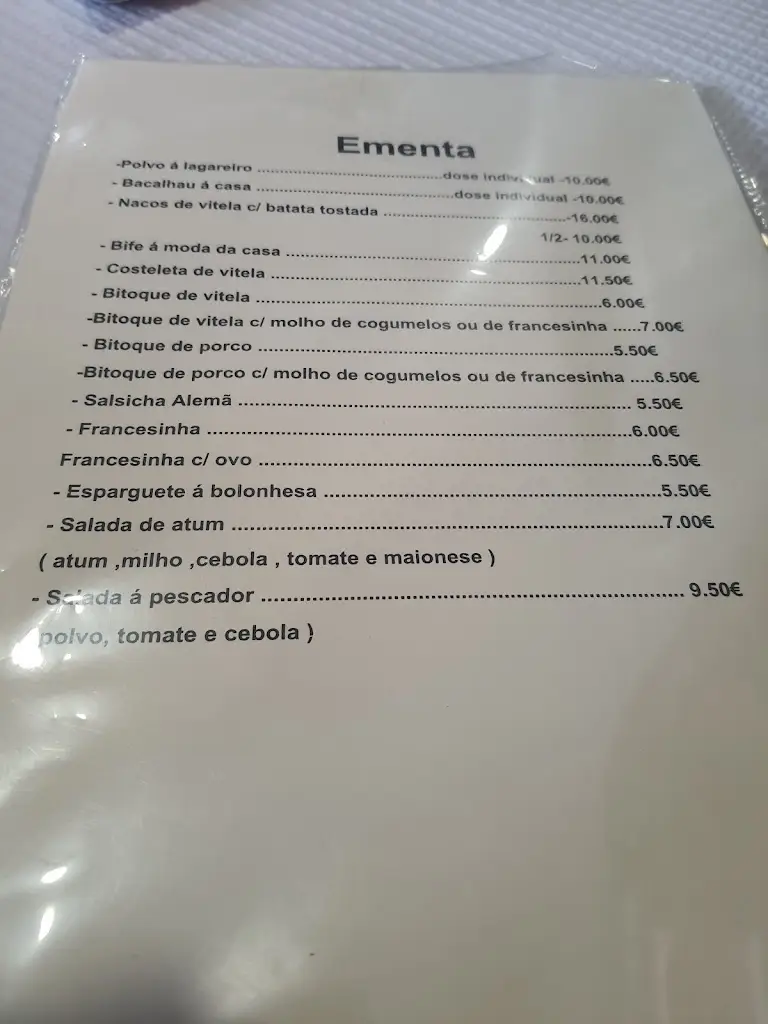 Ementa
-Polvo á lagareiro ................................................dose individual -10.00€
- Bacalhau á casa ...................................................dose individual -10.00€
- Nacos de vitela c/ batata tostada ................................................-16.00€
1/2- 10.00€
- Bife á moda da casa ..............................................................11.00€
- Costeleta de vitela .................................................................11.50€
- Bitoque de vitela ......................................................................6.00€
-Bitoque de vitela c/ molho de cogumelos ou de francesinha ......7.00€
- Bitoque de porco ......................................................................5.50€
-Bitoque de porco c/ molho de cogumelos ou de francesinha .....6.50€
- Salsicha Alemã ........................................................................ 5.50€
- Francesinha ..............................................................................6.00€
Francesinha c/ ovo ......................................................................6.50€
- Esparguete á bolonhesa ............................................................5.50€
- Salada de atum ..........................................................................7.00€
( atum ,milho ,cebola , tomate e maionese )
- Salada á pescador ...................................................................... 9.50€
polvo, tomate e cebola )